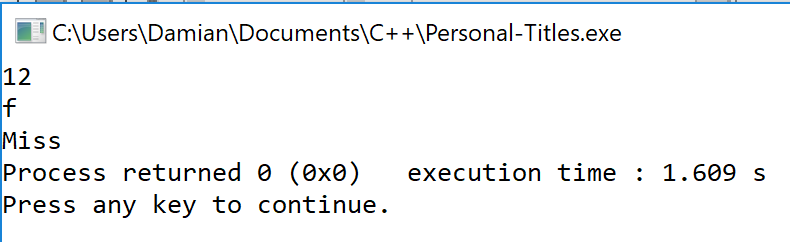 C:\Users\Damian\Documents\C++\Personal-Titles.exe
12
f
Miss
Process returned 0 (0x0)   execution time : 1.609 s
Press any key to continue.